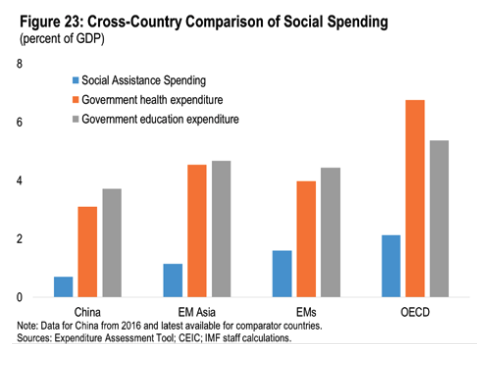 Figure 23: Cross-Country Comparison of Social Spending
(percent of GDP)
8
Social Assistance Spending
Government health expenditure
Government education expenditure
6
4
2
0
China EM Asia EMs OECD
Note: Data for China from 2016 and latest available for comparator countries.
Sources: Expenditure Assessment Tool; CEIC; IMF staff calculations.